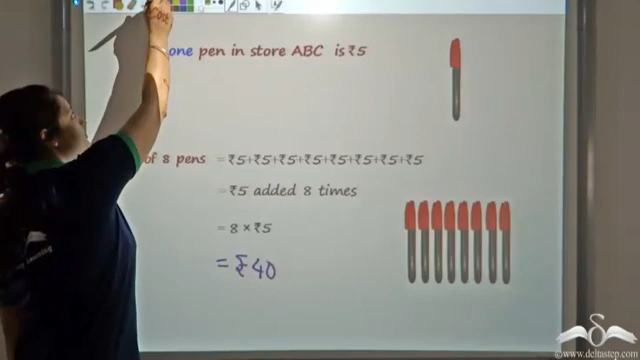 one pen in store ABC is ₹5
of 8 pens = ₹5+₹5+₹5+₹5+₹5+₹5+₹5+₹5
= ₹5 added 8 times
= 8 × ₹5
= ₹40
©www.deltastep.com